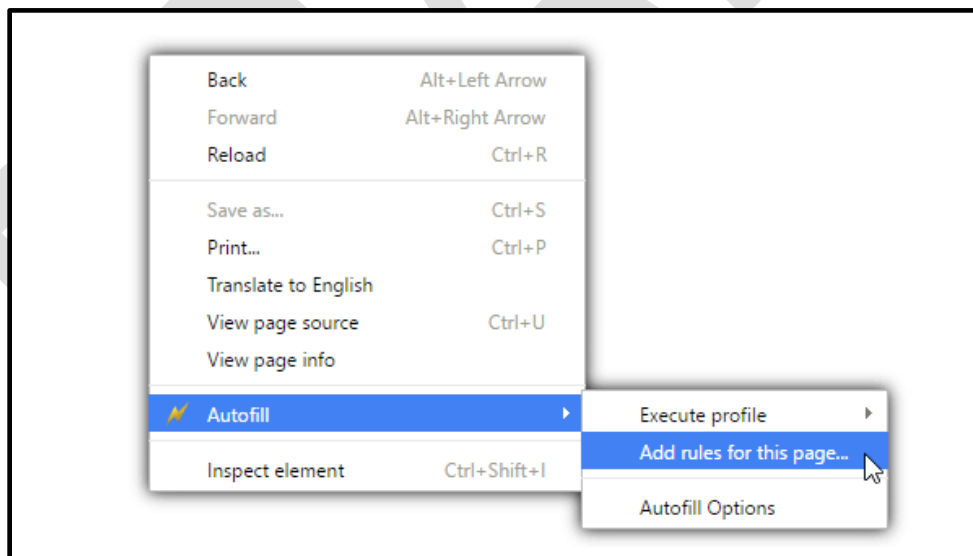 Back Alt+Left Arrow
Forward Alt+Right Arrow
Reload Ctrl+R
Save as... Ctrl+S
Print... Ctrl+P
Translate to English
View page source Ctrl+U
View page info
Autofill
Execute profile
Add rules for this page...
Inspect element Ctrl+Shift+I
Autofill Options